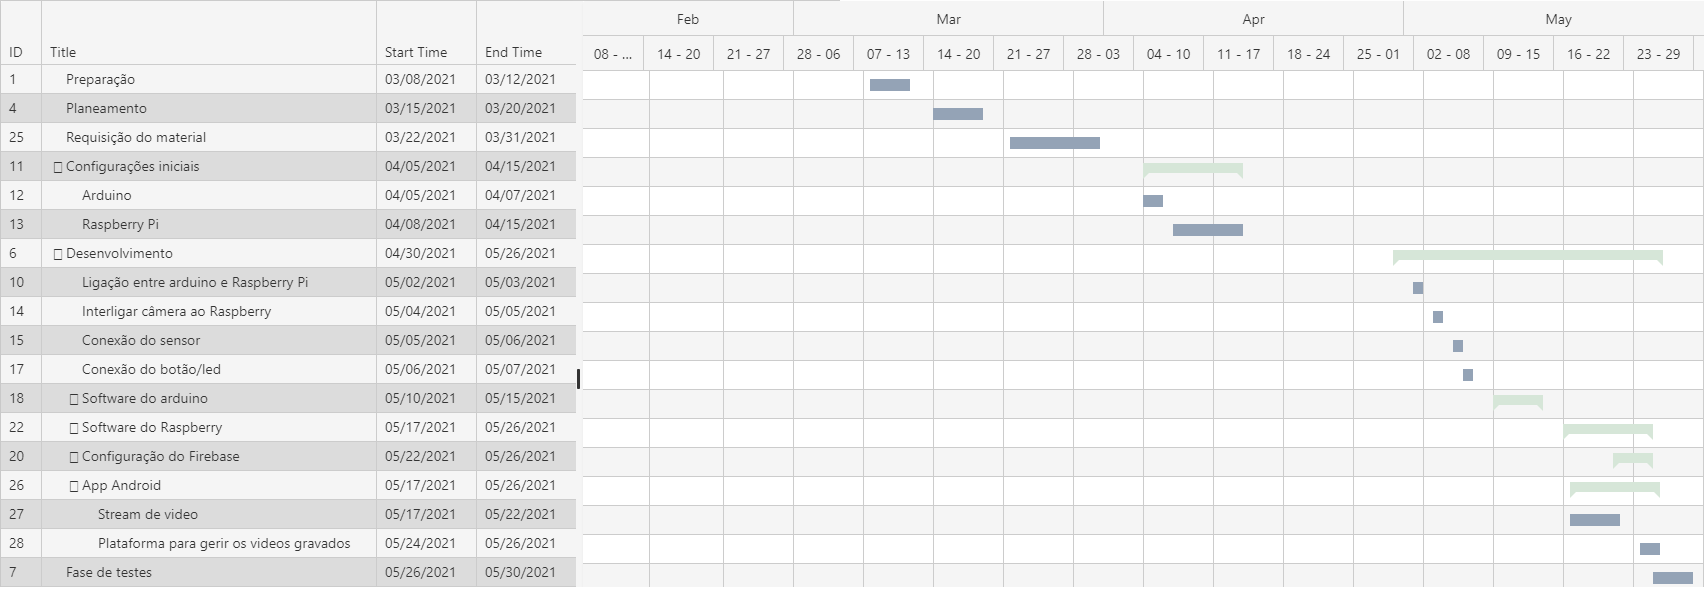 Feb Mar Apr May
ID Title Start Time End Time 08 - ... 14 - 20 21 - 27 28 - 06 07 - 13 14 - 20 21 - 27 28 - 03 04 - 10 11 - 17 18 - 24 25 - 01 02 - 08 09 - 15 16 - 22 23 - 29
1 Preparação 03/08/2021 03/12/2021
4 Planeamento 03/15/2021 03/20/2021
25 Requisição do material 03/22/2021 03/31/2021
11 Configurações iniciais 04/05/2021 04/15/2021
12 Arduino 04/05/2021 04/07/2021
13 Raspberry Pi 04/08/2021 04/15/2021
6 Desenvolvimento 04/30/2021 05/26/2021
10 Ligação entre arduino e Raspberry Pi 05/02/2021 05/03/2021
14 Interligar câmera ao Raspberry 05/04/2021 05/05/2021
15 Conexão do sensor 05/05/2021 05/06/2021
17 Conexão do botão/led 05/06/2021 05/07/2021
18 Software do arduino 05/10/2021 05/15/2021
22 Software do Raspberry 05/17/2021 05/26/2021
20 Configuração do Firebase 05/22/2021 05/26/2021
26 App Android 05/17/2021 05/26/2021
27 Stream de video 05/17/2021 05/22/2021
28 Plataforma para gerir os videos gravados 05/24/2021 05/26/2021
7 Fase de testes 05/26/2021 05/30/2021